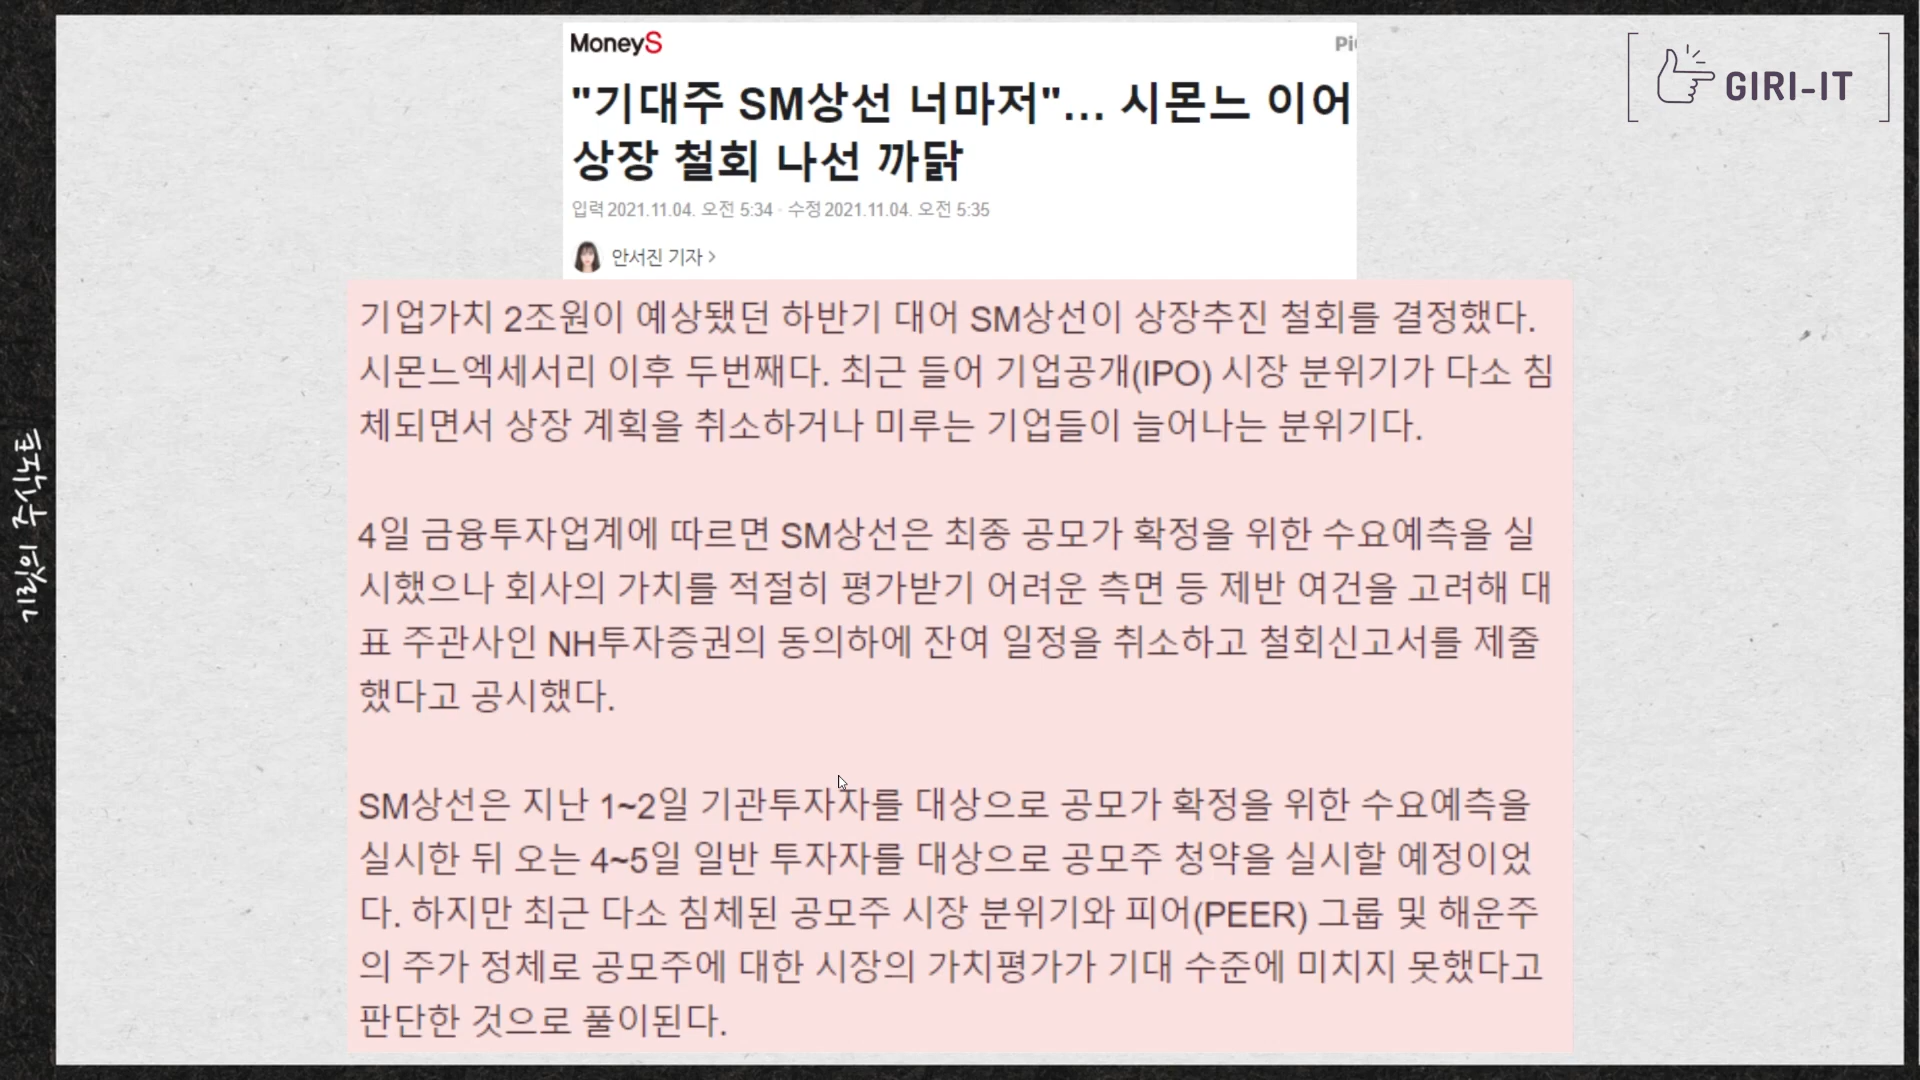 MoneyS
"기대주 SM상선 너마저"... 시몬느 이어
상장 철회 나선 까닭
입력 2021.11.04. 오전 5:34 · 수정 2021.11.04. 오전 5:35
안서진 기자 >
GIRI-IT
기릿의 주식노트
기업가치 2조원이 예상됐던 하반기 대어 SM상선이 상장추진 철회를 결정했다.
시몬느엑세서리 이후 두번째다. 최근 들어 기업공개(IPO) 시장 분위기가 다소 침
체되면서 상장 계획을 취소하거나 미루는 기업들이 늘어나는 분위기다.
4일 금융투자업계에 따르면 SM상선은 최종 공모가 확정을 위한 수요예측을 실
시했으나 회사의 가치를 적절히 평가받기 어려운 측면 등 제반 여건을 고려해 대
표 주관사인 NH투자증권의 동의하에 잔여 일정을 취소하고 철회신고서를 제출
했다고 공시했다.
SM상선은 지난 1~2일 기관투자자를 대상으로 공모가 확정을 위한 수요예측을
실시한 뒤 오는 4~5일 일반 투자자를 대상으로 공모주 청약을 실시할 예정이었
다. 하지만 최근 다소 침체된 공모주 시장 분위기와 피어(PEER) 그룹 및 해운주
의 주가 정체로 공모주에 대한 시장의 가치평가가 기대 수준에 미치지 못했다고
판단한 것으로 풀이된다.